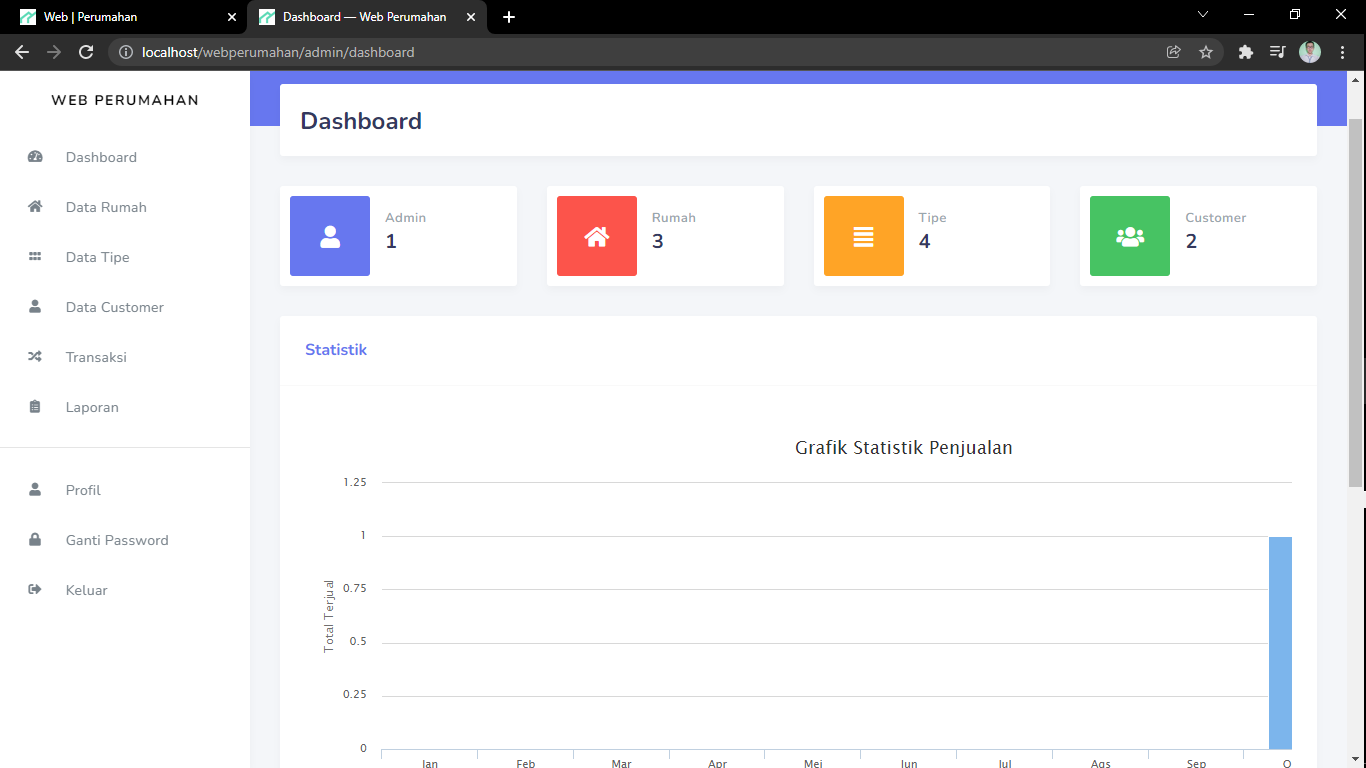 Web | Perumahan
Dashboard — Web Perumahan
localhost/webperumahan/admin/dashboard
WEB PERUMAHAN
Dashboard
Data Rumah
Data Tipe
Data Customer
Transaksi
Laporan
Profil
Ganti Password
Keluar
Dashboard
Admin
1
Rumah
3
Tipe
4
Customer
2
Statistik
Grafik Statistik Penjualan
Total Terjual
1.25
1
0.75
0.5
0.25
0
Jan Feb Mar Apr Mei Jun Jul Ags Sep O